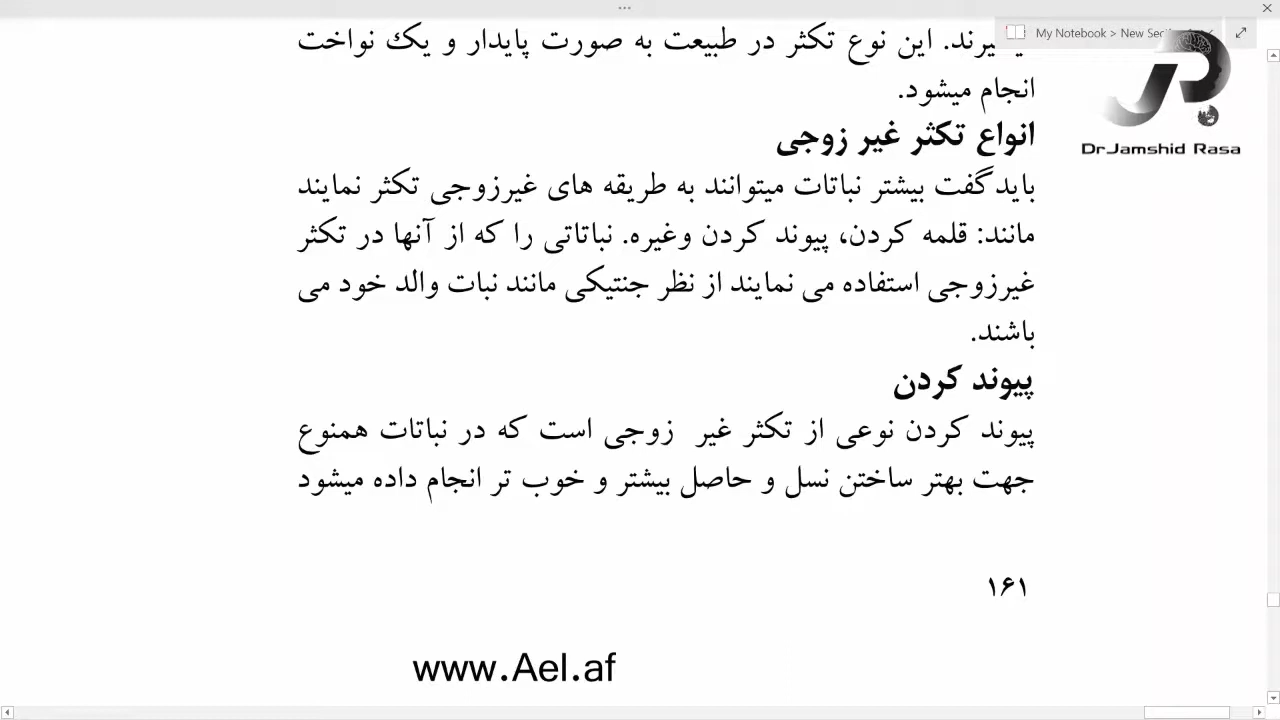 My Notebook > New Sec
یرند. این نوع تکثر در طبیعت به صورت پایدار و یک نواخت
انجام میشود.
DrJamshid Rasa
انواع تکثر غیر زوجی
بایدگفت بیشتر نباتات میتوانند به طریقه های غیرزوجی تکثر نمایند
مانند: قلمه کردن، پیوند کردن وغیره. نباتاتی را که از آنها در تکثر
غیرزوجی استفاده می نمایند از نظر جنتیکی مانند نبات والد خود می
باشند.
پیوند کردن
پیوند کردن نوعی از تکثر غیر زوجی است که در نباتات همنوع
جهت بهتر ساختن نسل و حاصل بیشتر و خوب تر انجام داده میشود
۱۶۱
www.Ael.af